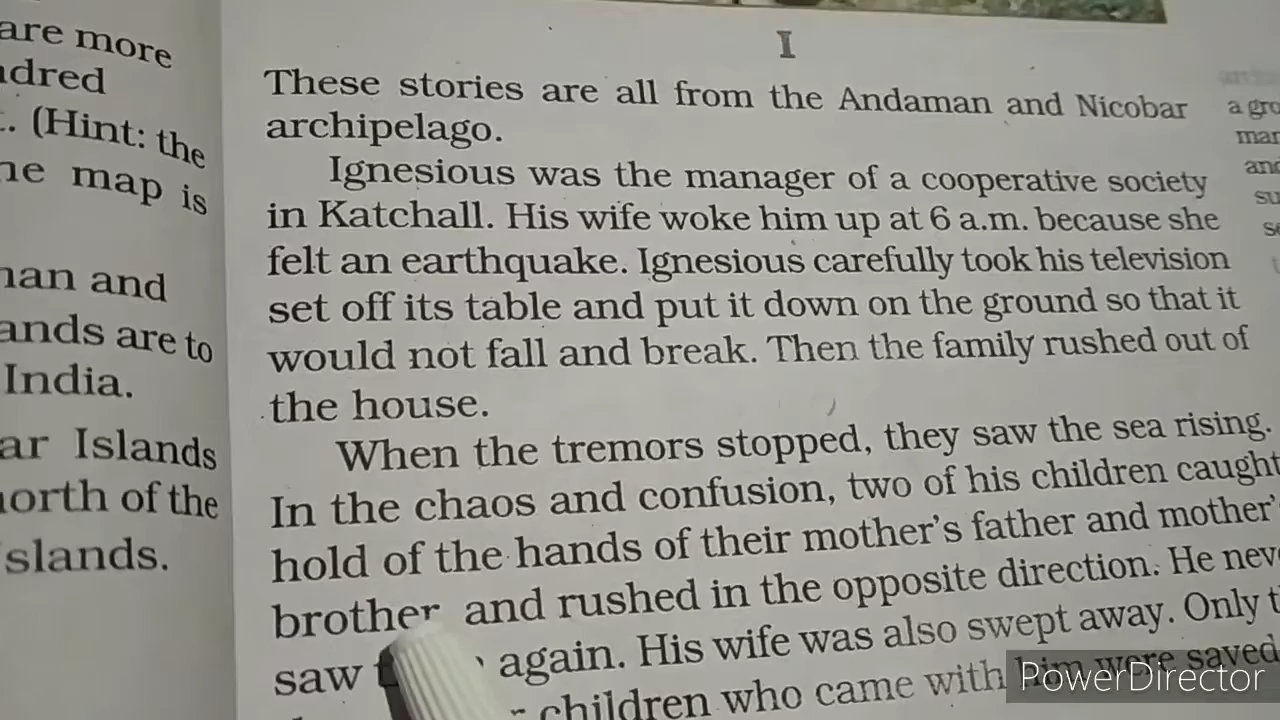 are more
dred
(Hint: the
map is
and
ands are to
India.
ar Islands
orth of the
slands.
I
These stories are all from the Andaman and Nicobar
archipelago.
Ignesious was the manager of a cooperative society
in Katchall. His wife woke him up at 6 a.m. because she
felt an earthquake. Ignesious carefully took his television
set off its table and put it down on the ground so that it
would not fall and break. Then the family rushed out of
the house.
When the tremors stopped, they saw the sea rising.
In the chaos and confusion, two of his children caught
hold of the hands of their mother's father and mother'
brother and rushed in the opposite direction. He
saw again. His wife was also swept away. Only
children who came with him were saved
a
PowerDirector